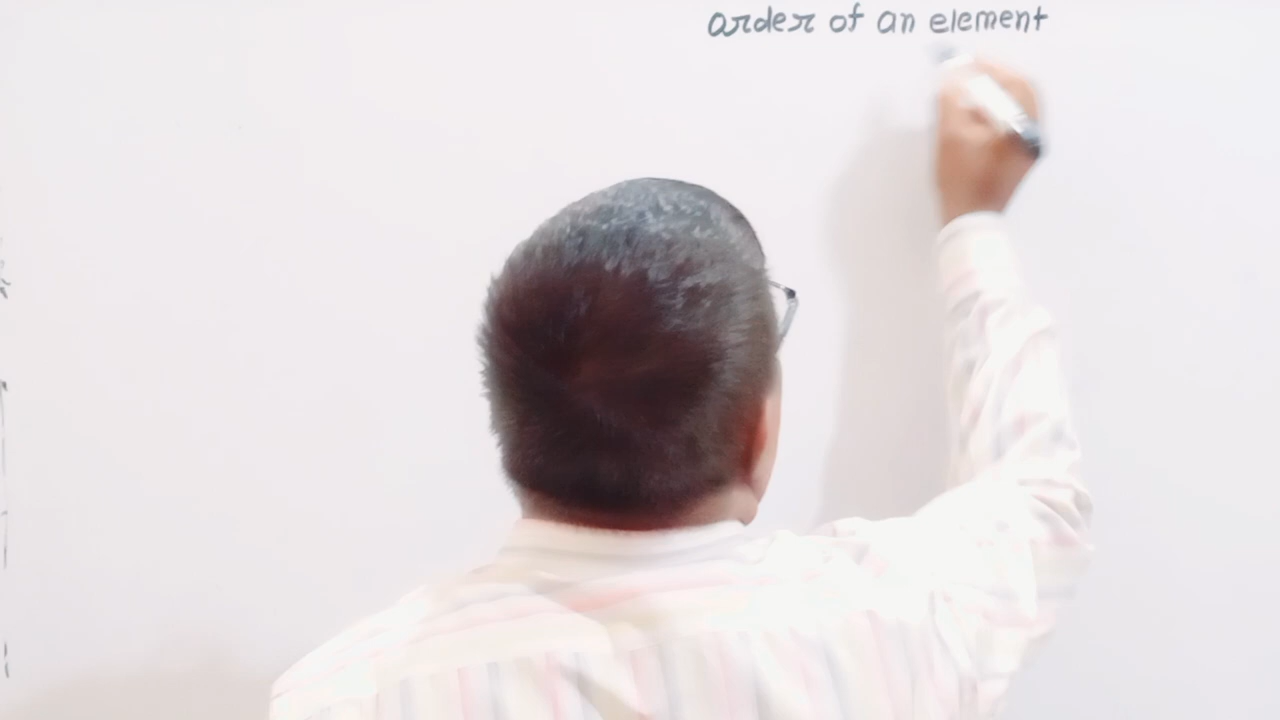 order of an element